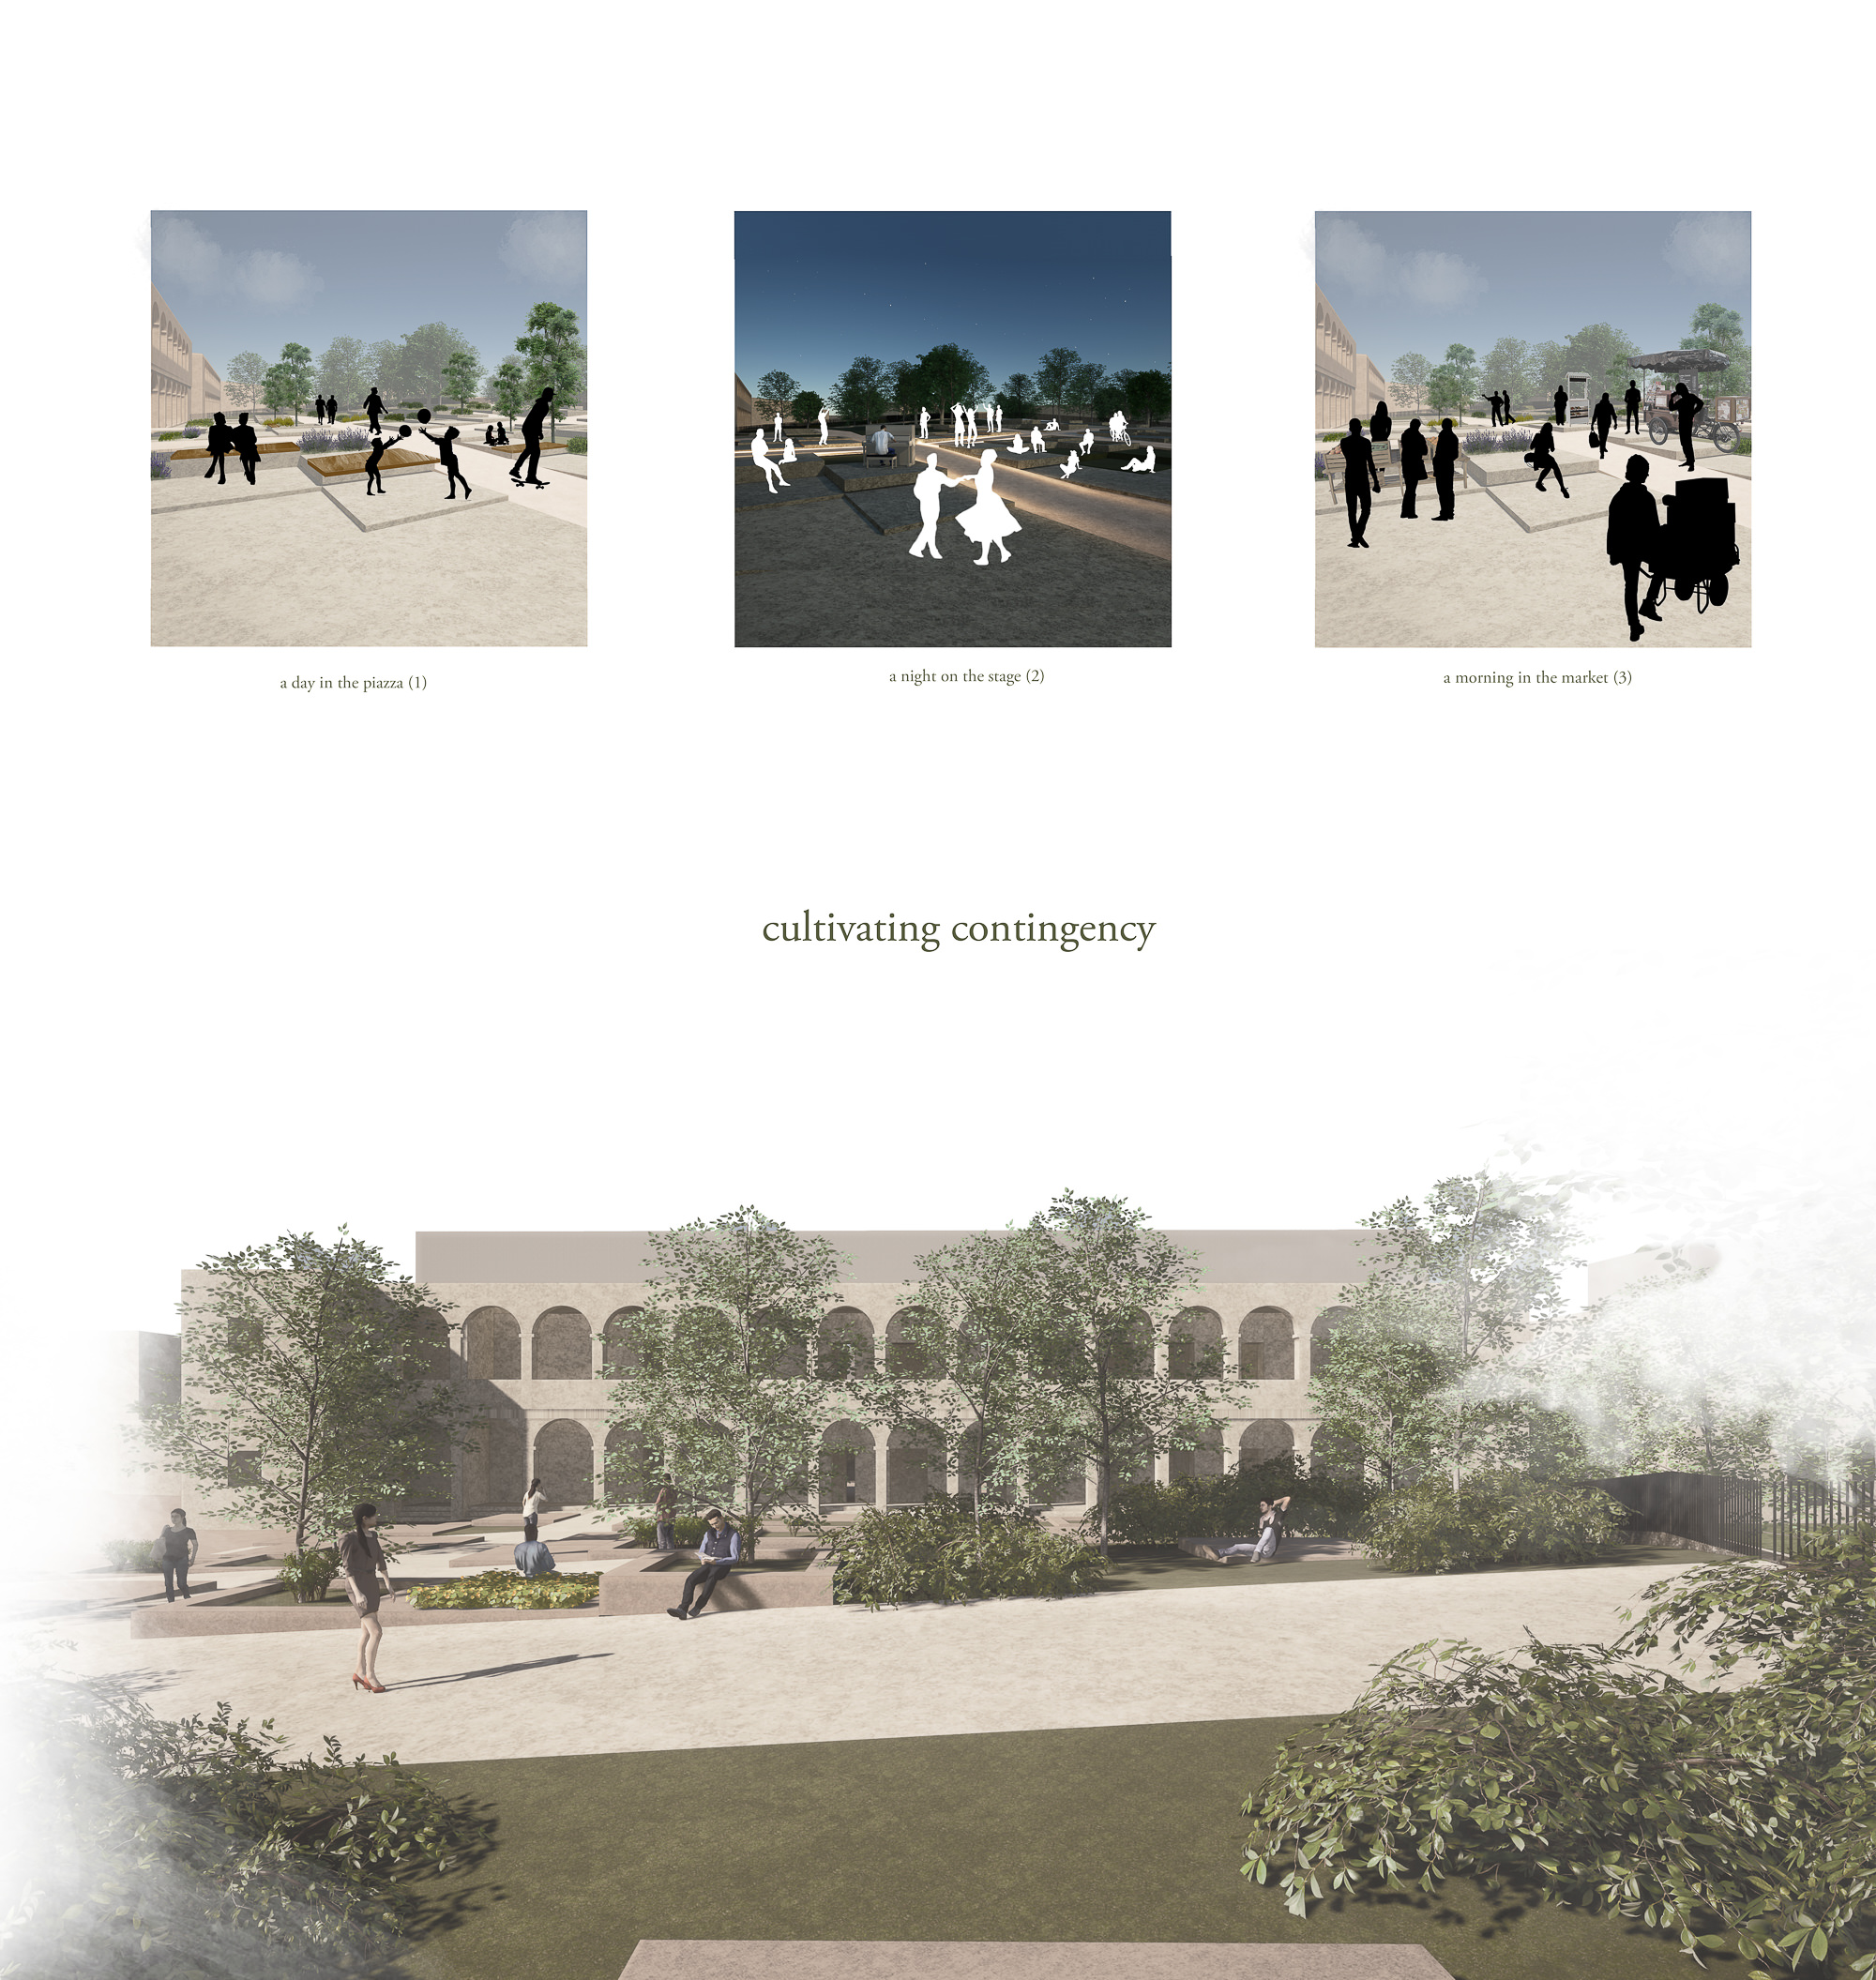 a day in the piazza (1)
a night on the stage (2)
a morning in the market (3)
cultivating contingency